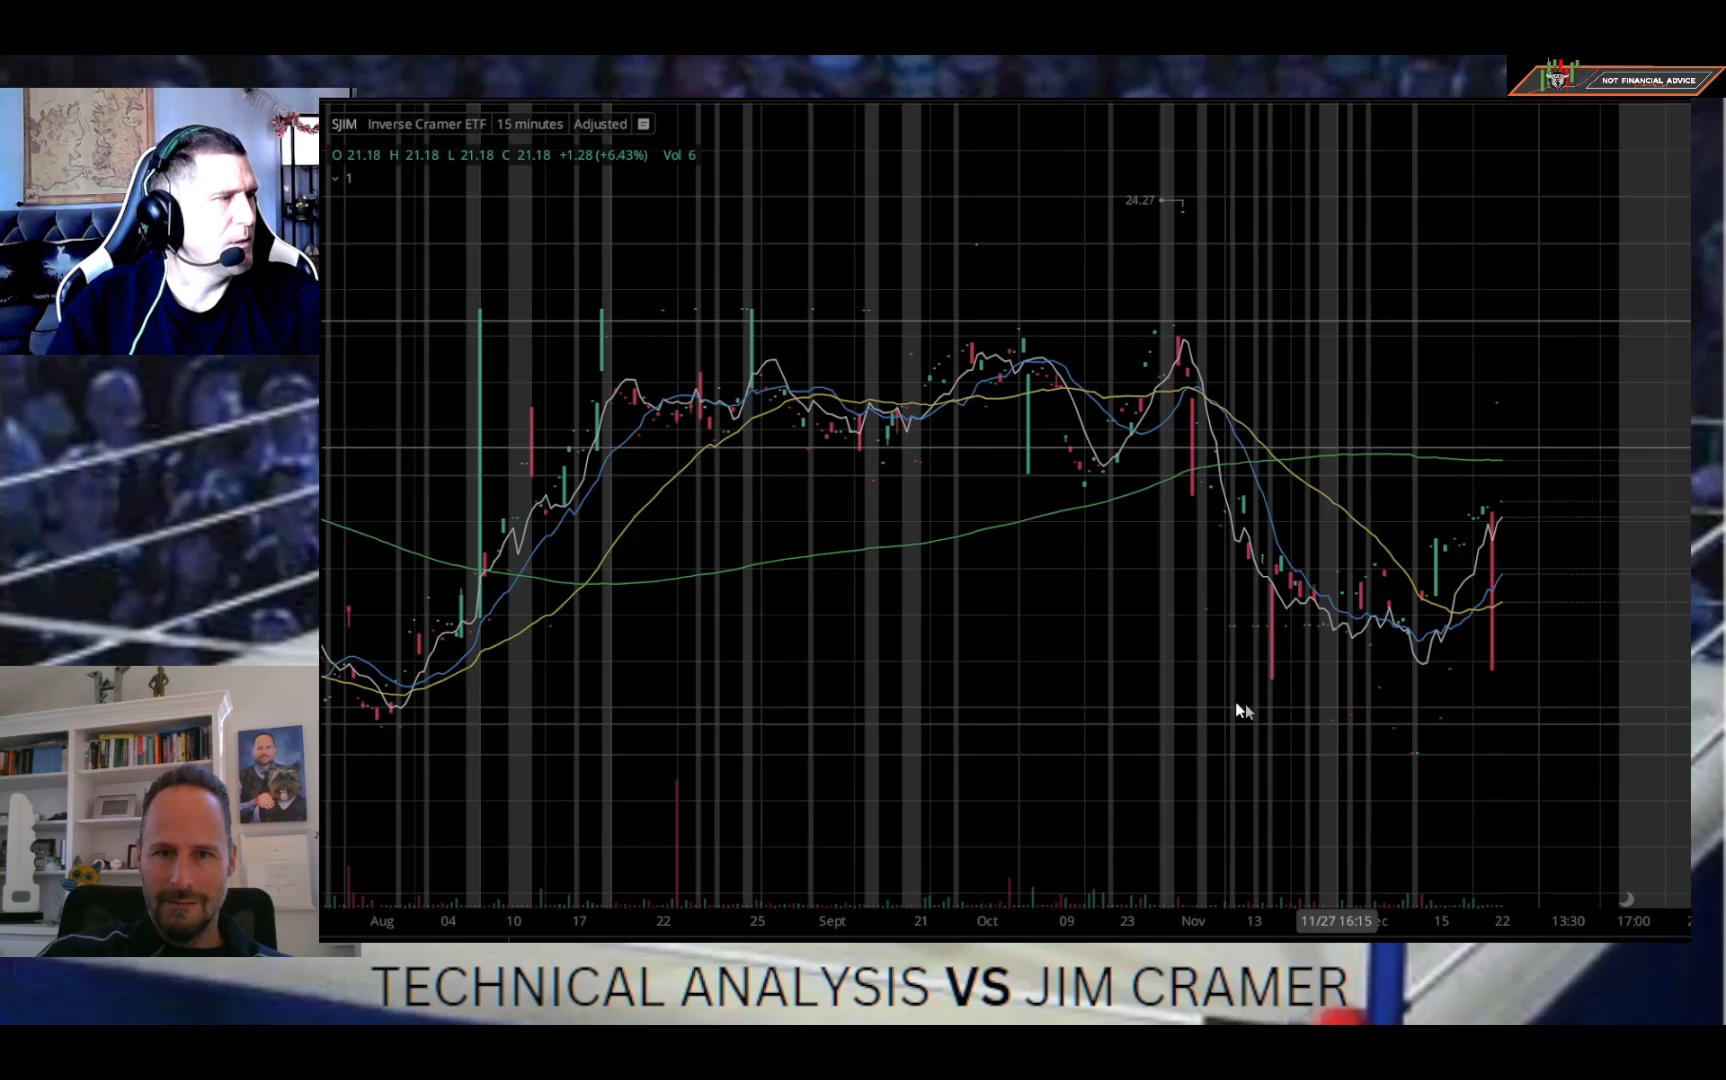 NOT FINANCIAL ADVICE
SJIM Inverse Cramer ETF 15 minutes Adjusted
O 21.18 H 21.18 L 21.18 C 21.18 +1.28 (+6.43%) Vol 6
1
24.27
Aug 04 10 17 22 25 Sept 21 Oct 09 23 Nov 13 11/27 16:15 ec 15 22 13:30 17:00 2
TECHNICAL ANALYSIS VS JIM CRAMER